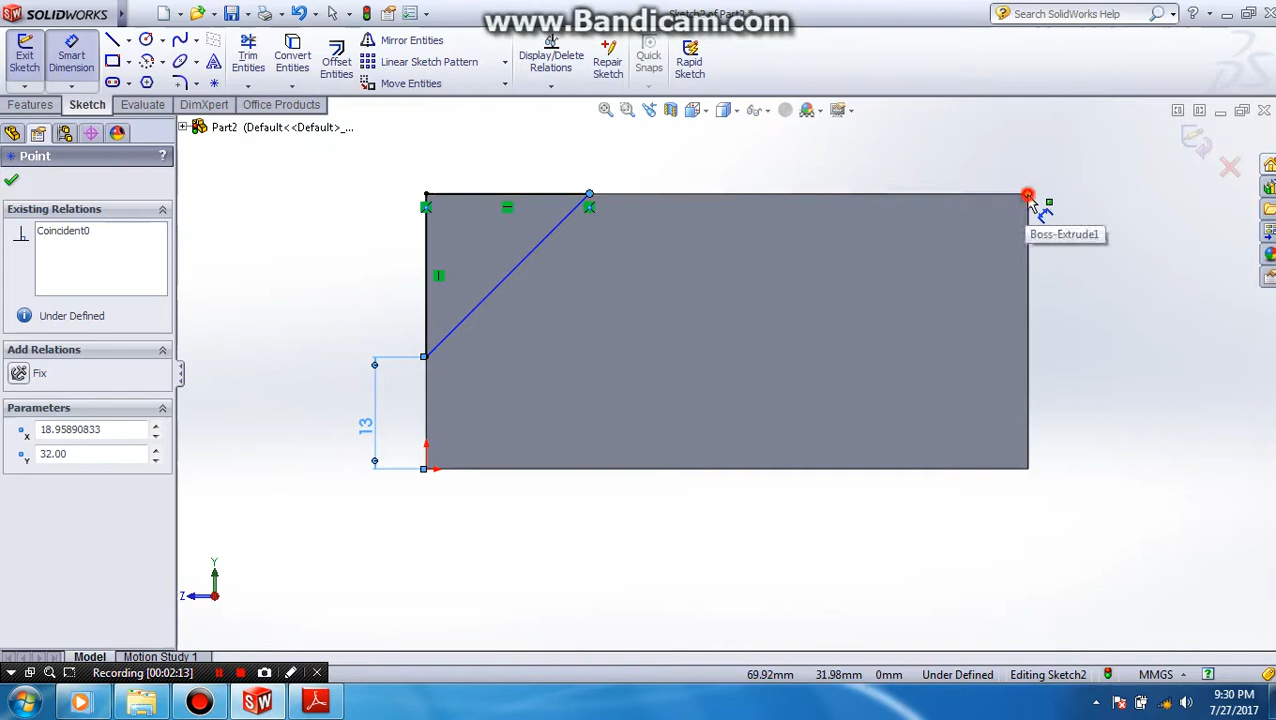 SOLIDWORKS
Sketch2 of Part2 *
www.Bandicam.com
Search SolidWorks Help
Exit Sketch
Smart Dimension
Trim Entities
Convert Entities
Offset Entities
Mirror Entities
Linear Sketch Pattern
Move Entities
Display/Delete Relations
Repair Sketch
Quick Snaps
Rapid Sketch
Features
Sketch
Evaluate
DimXpert
Office Products
Part2 (Default<<Default>_...
Point
?
Existing Relations
Coincident0
Under Defined
Add Relations
Fix
Parameters
X 18.95890833
Y 32.00
13
Boss-Extrude1
Y
Z
Model
Motion Study 1
Recording [00:02:13]
69.92mm 31.98mm 0mm Under Defined Editing Sketch2 MMGS ?
9:30 PM
7/27/2017